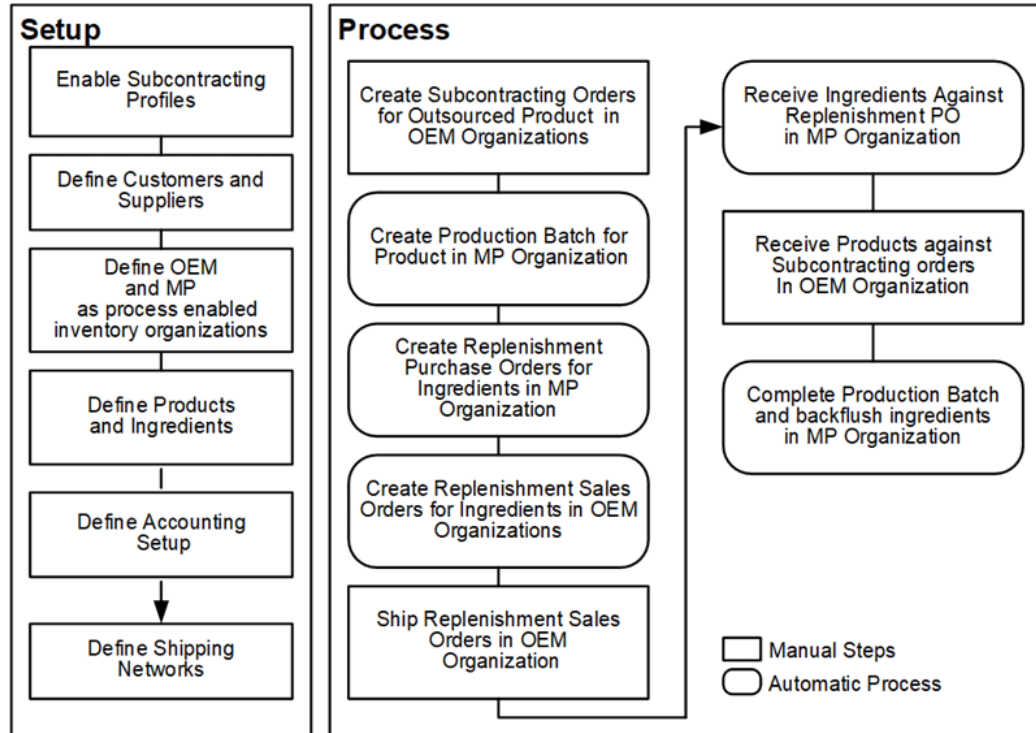 Setup
Enable Subcontracting
Profiles
Define Customers and
Suppliers
Define OEM
and MP
as process enabled
inventory organizations
Define Products
and Ingredients
Define Accounting
Setup
Define Shipping
Networks
Process
Create Subcontracting Orders
for Outsourced Product in
OEM Organizations
Create Production Batch for
Product in MP Organization
Create Replenishment
Purchase Orders for
Ingredients in MP
Organization
Create Replenishment Sales
Orders for Ingredients in OEM
Organizations
Ship Replenishment Sales
Orders in OEM
Organization
Receive Ingredients Against
Replenishment PO
in MP Organization
Receive Products against
Subcontracting orders
In OEM Organization
Complete Production Batch
and backflush ingredients
in MP Organization
Manual Steps
Automatic Process